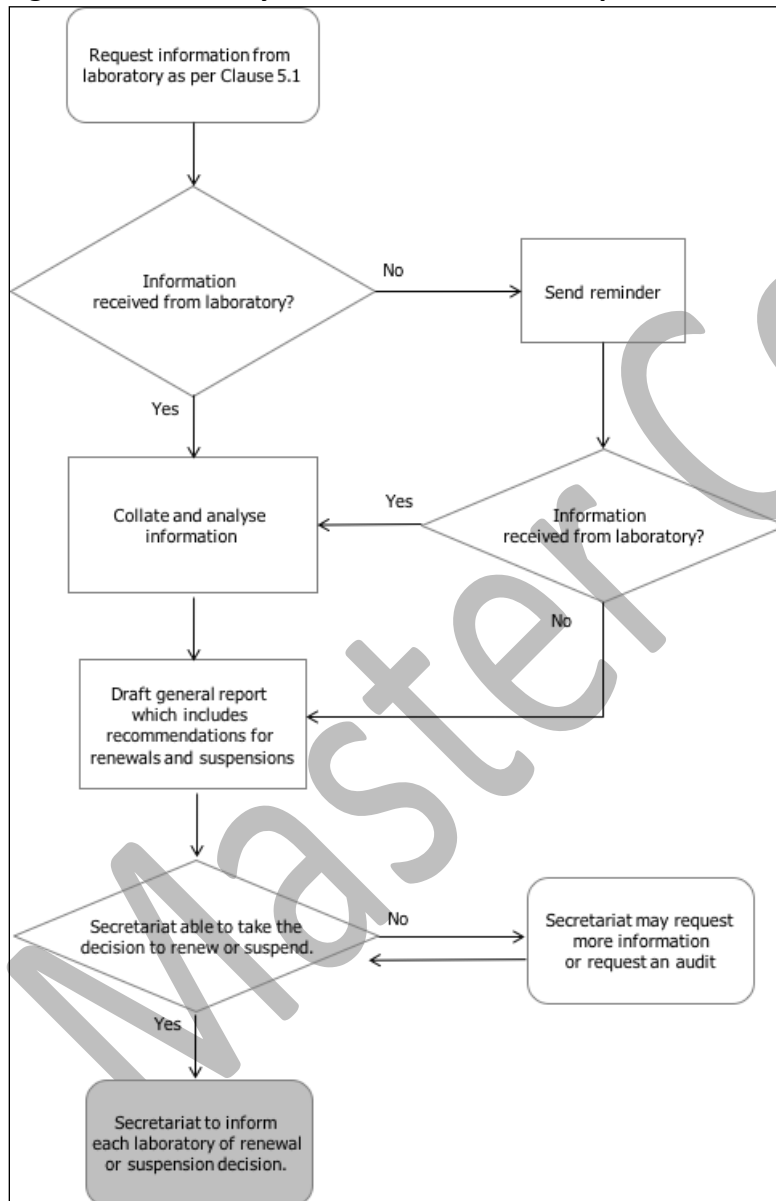 Request information from
laboratory as per Clause 5.1
Information
received from laboratory?
No
Send reminder
Yes
Collate and analyse
information
Yes
Information
received from laboratory?
No
Draft general report
which includes
recommendations for
renewals and suspensions
Secretariat able to take the
decision to renew or suspend.
No
Secretariat may request
more information
or request an audit
Yes
Secretariat to inform
each laboratory of renewal
or suspension decision.
Master